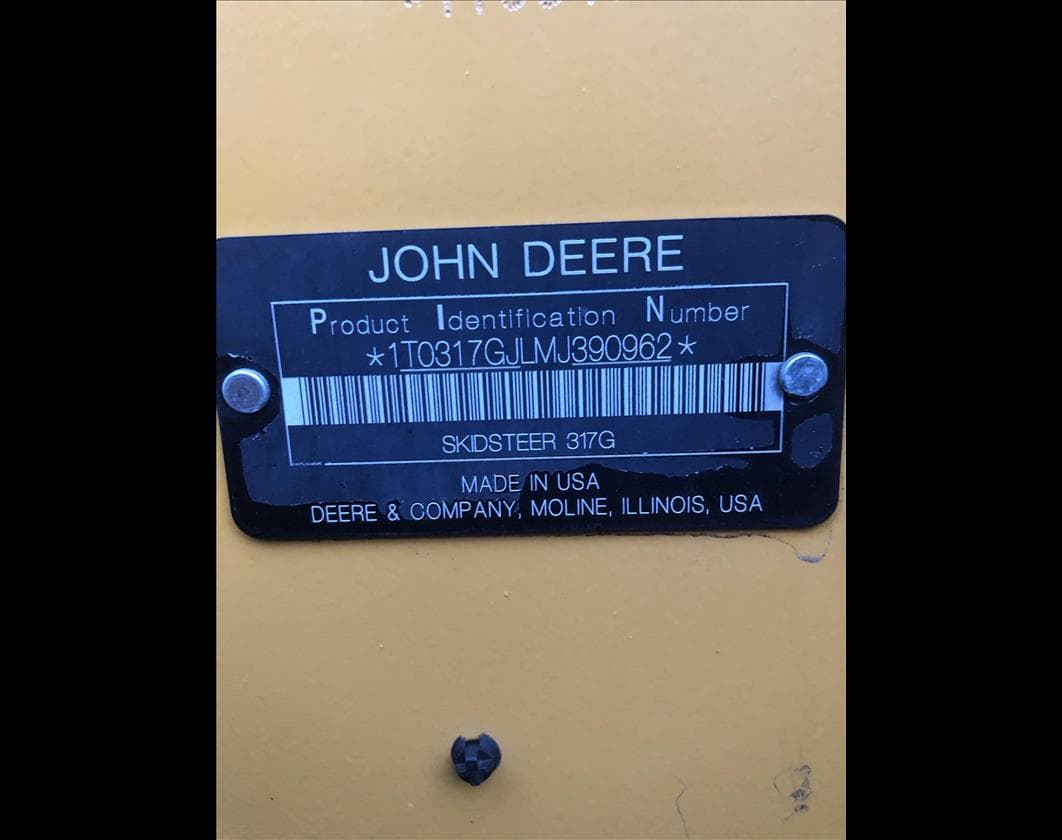 JOHN DEERE
Product Identification Number
*1T0317GJLMJ390962*
SKIDSTEER 317G
MADE IN USA
DEERE & COMPANY, MOLINE, ILLINOIS, USA